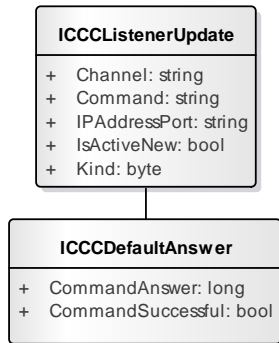 ICCCListenerUpdate
+ Channel: string
+ Command: string
+ IPAddressPort: string
+ IsActiveNew: bool
+ Kind: byte
ICCCDefaultAnswer
+ CommandAnswer: long
+ CommandSuccessful: bool